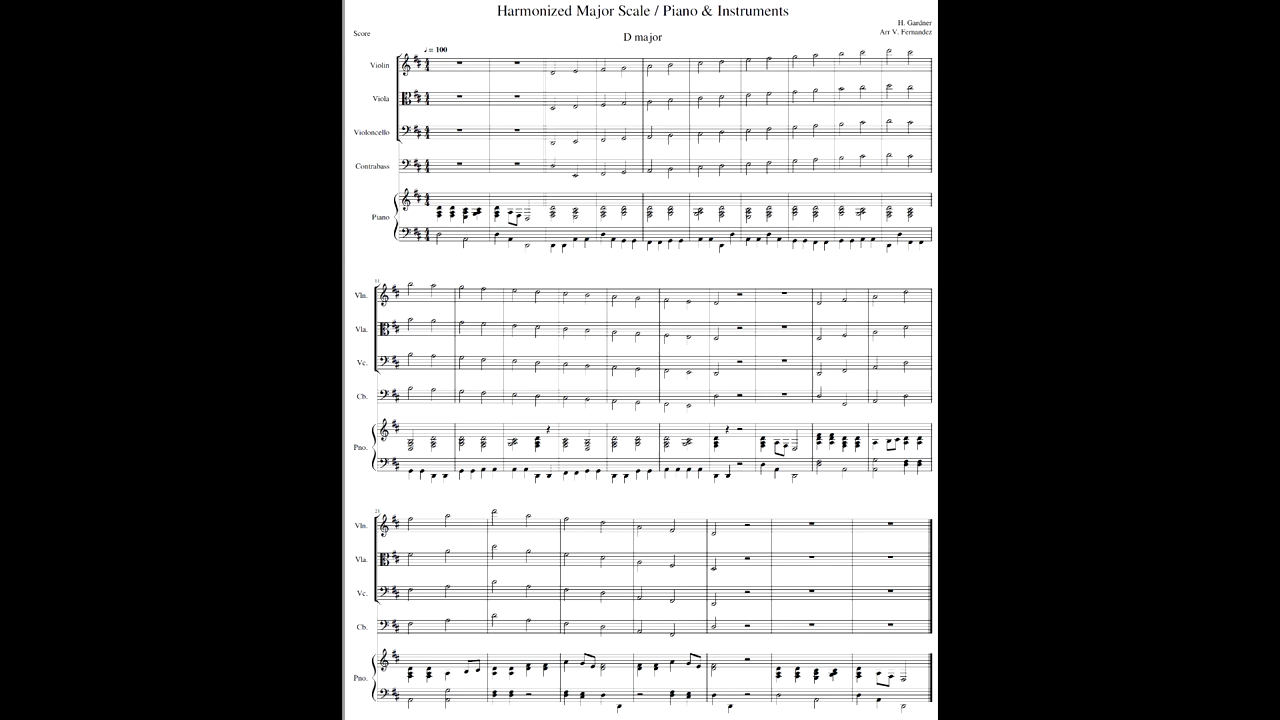 Harmonized Major Scale / Piano & Instruments
H. Gardner
Score
D major
Arr V. Fernandez
♩= 100
Violin
Viola
Violoncello
Contrabass
Piano
11
Vln.
Vla.
Vc.
Cb.
Pno.
Vln.
Vla.
Vc.
Cb.
Pno.